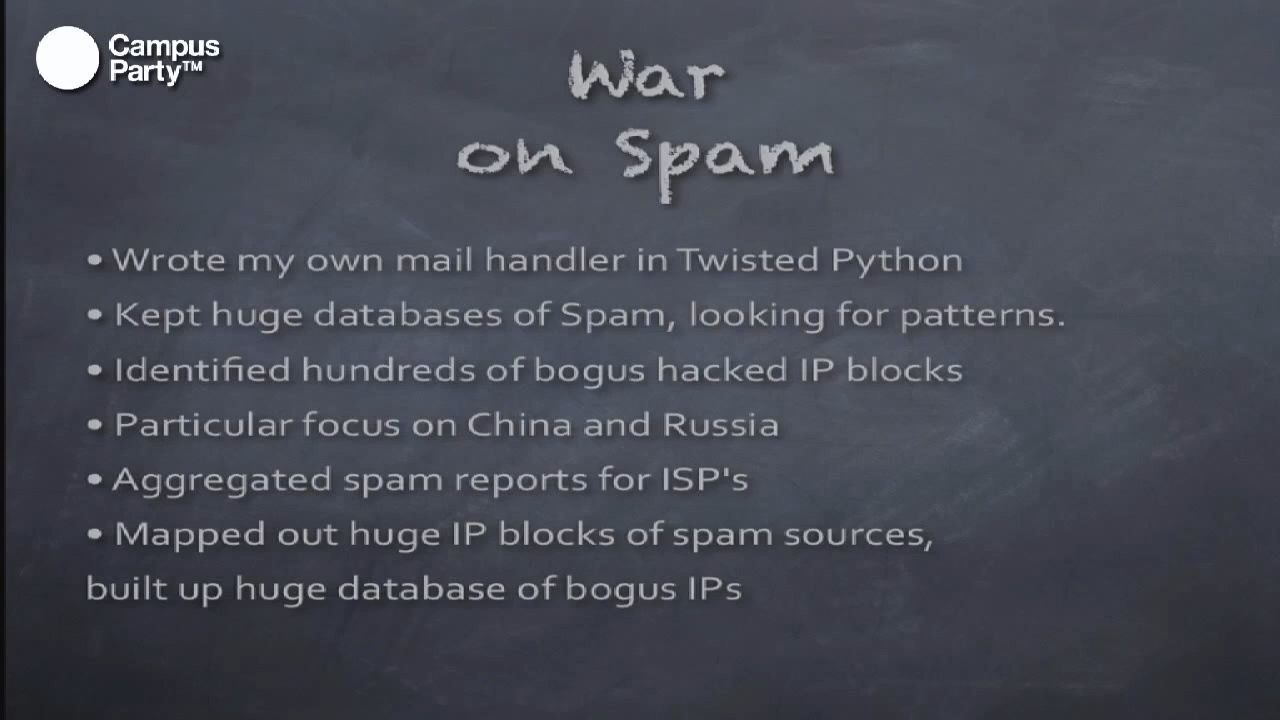 Campus
Party™
War
on Spam
• Wrote my own mail handler in Twisted Python
• Kept huge databases of Spam, looking for patterns.
• Identified hundreds of bogus hacked IP blocks
• Particular focus on China and Russia
• Aggregated spam reports for ISP's
• Mapped out huge IP blocks of spam sources,
built up huge database of bogus IPs